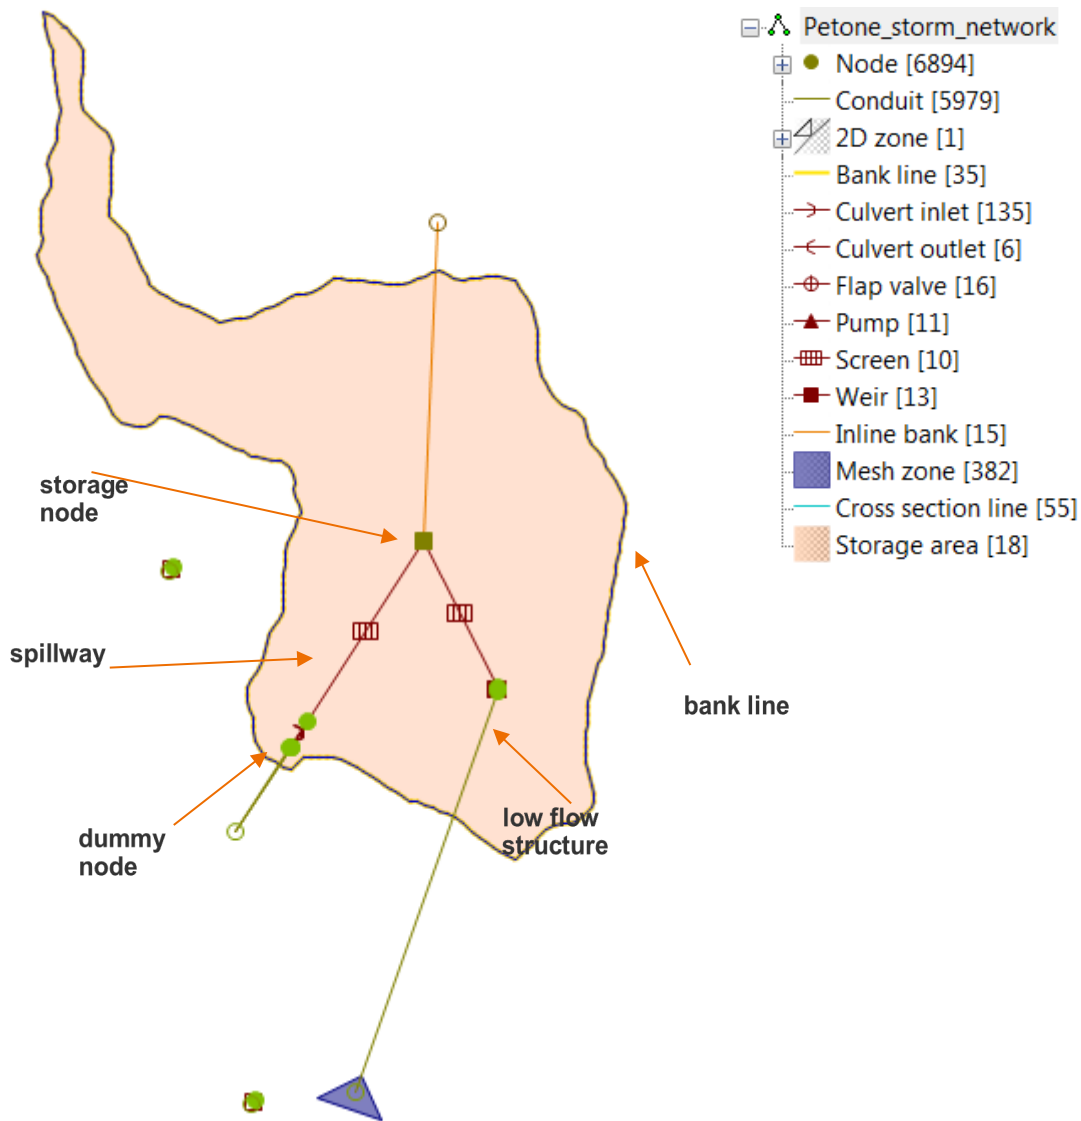 Petone_storm_network
Node [6894]
Conduit [5979]
2D zone [1]
Bank line [35]
Culvert inlet [135]
Culvert outlet [6]
Flap valve [16]
Pump [11]
Screen [10]
Weir [13]
Inline bank [15]
Mesh zone [382]
Cross section line [55]
Storage area [18]
storage
node
spillway
bank line
dummy
node
low flow
structure